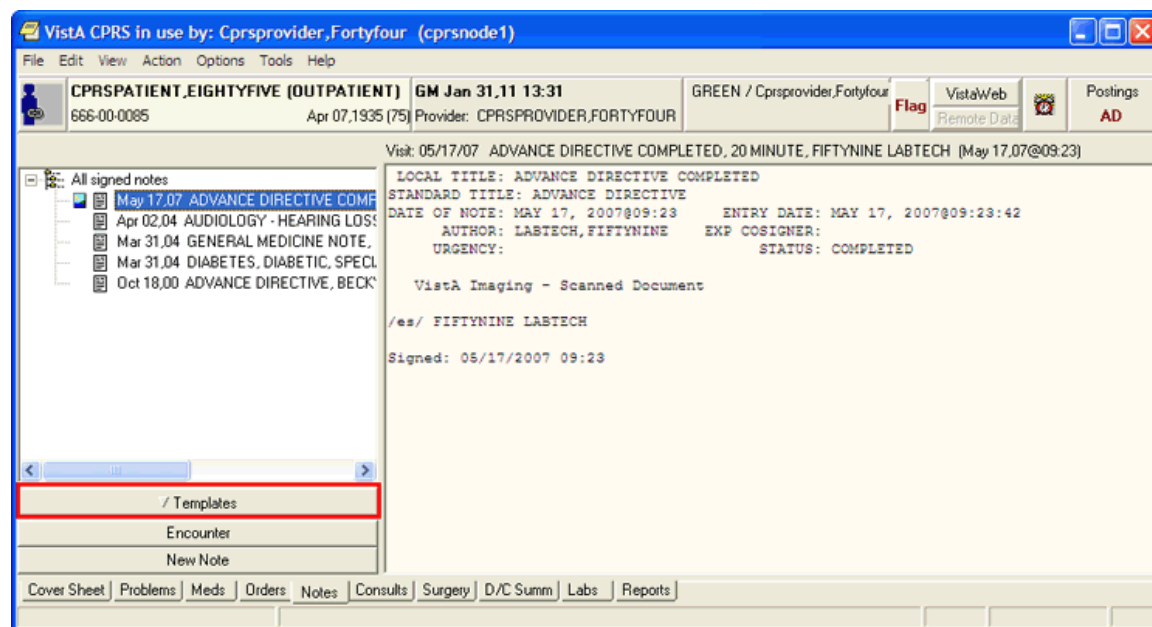 VistA CPRS in use by: Cprsprovider,Fortyfour (cprsnode1)
File Edit View Action Options Tools Help
CPRSPATIENT,EIGHTYFIVE (OUTPATIENT) GM Jan 31,11 13:31 GREEN / Cprsprovider,Fortyfour Flag VistaWeb Postings
666-00-0085 Apr 07,1935 (75) Provider: CPRSPROVIDER,FORTYFOUR Remote Data AD
Visit: 05/17/07 ADVANCE DIRECTIVE COMPLETED, 20 MINUTE, FIFTYNINE LABTECH (May 17,07@09:23)
All signed notes
May 17,07 ADVANCE DIRECTIVE COMP
Apr 02,04 AUDIOLOGY - HEARING LOSS
Mar 31,04 GENERAL MEDICINE NOTE,
Mar 31,04 DIABETES, DIABETIC, SPECI
Oct 18,00 ADVANCE DIRECTIVE, BECKY
LOCAL TITLE: ADVANCE DIRECTIVE COMPLETED
STANDARD TITLE: ADVANCE DIRECTIVE
DATE OF NOTE: MAY 17, 2007@09:23 ENTRY DATE: MAY 17, 2007@09:23:42
AUTHOR: LABTECH,FIFTYNINE EXP COSIGNER:
URGENCY: STATUS: COMPLETED
VistA Imaging - Scanned Document
/es/ FIFTYNINE LABTECH
Signed: 05/17/2007 09:23
/ Templates
Encounter
New Note
Cover Sheet Problems Meds Orders Notes Consults Surgery D/C Summ Labs Reports